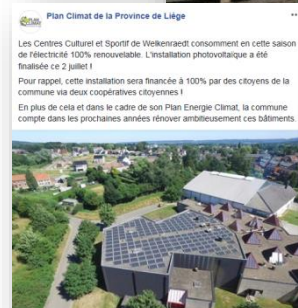 Plan Climat de la Province de Liège
Les Centres Culturel et Sportif de Welkenraedt consomment en cette saison
de l'électricité 100% renouvelable. L'installation photovoltaïque a été
finalisée ce 2 juillet !
Pour rappel, cette installation sera financée à 100% par des citoyens de la
commune via deux coopératives citoyennes !
En plus de cela et dans le cadre de son Plan Energie Climat, la commune
compte dans les prochaines années rénover ambitieusement ces bâtiments.